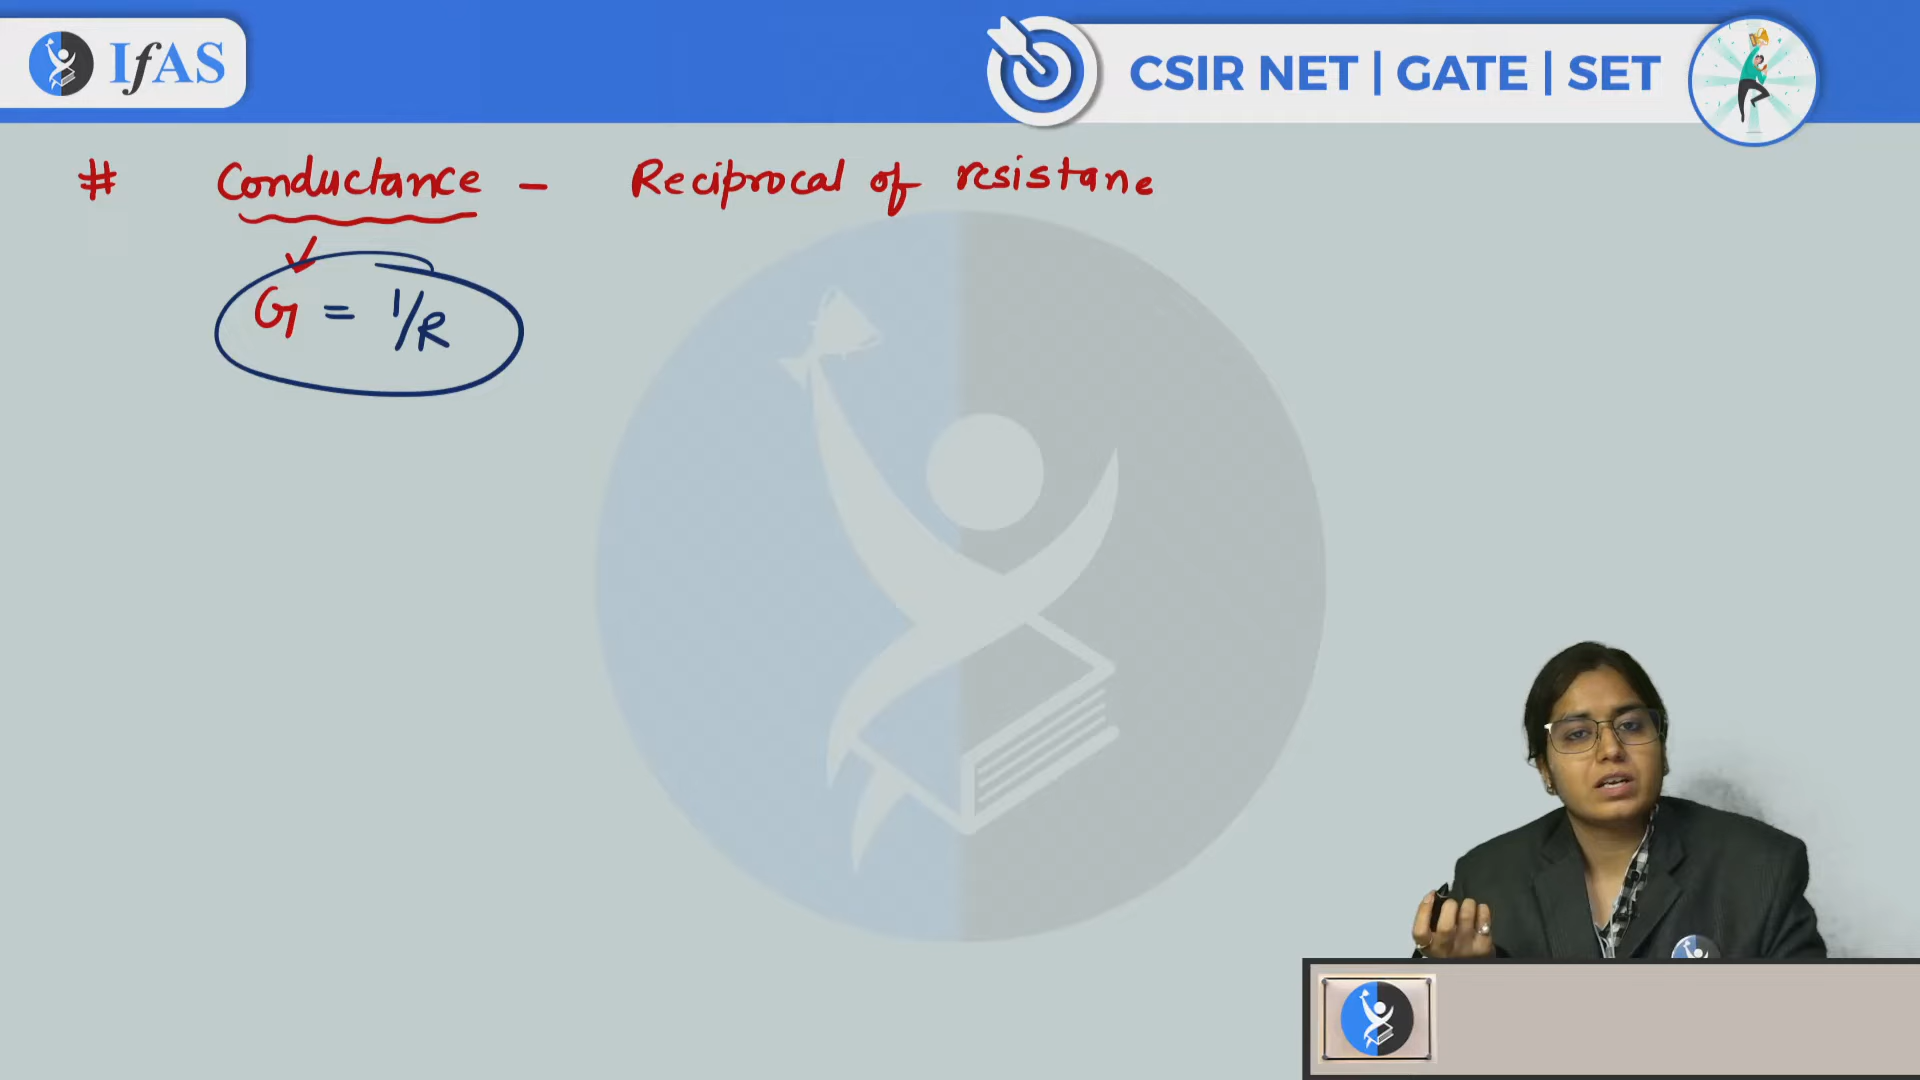 IfAS
CSIR NET | GATE | SET
# Conductance - Reciprocal of resistane
G = 1/R